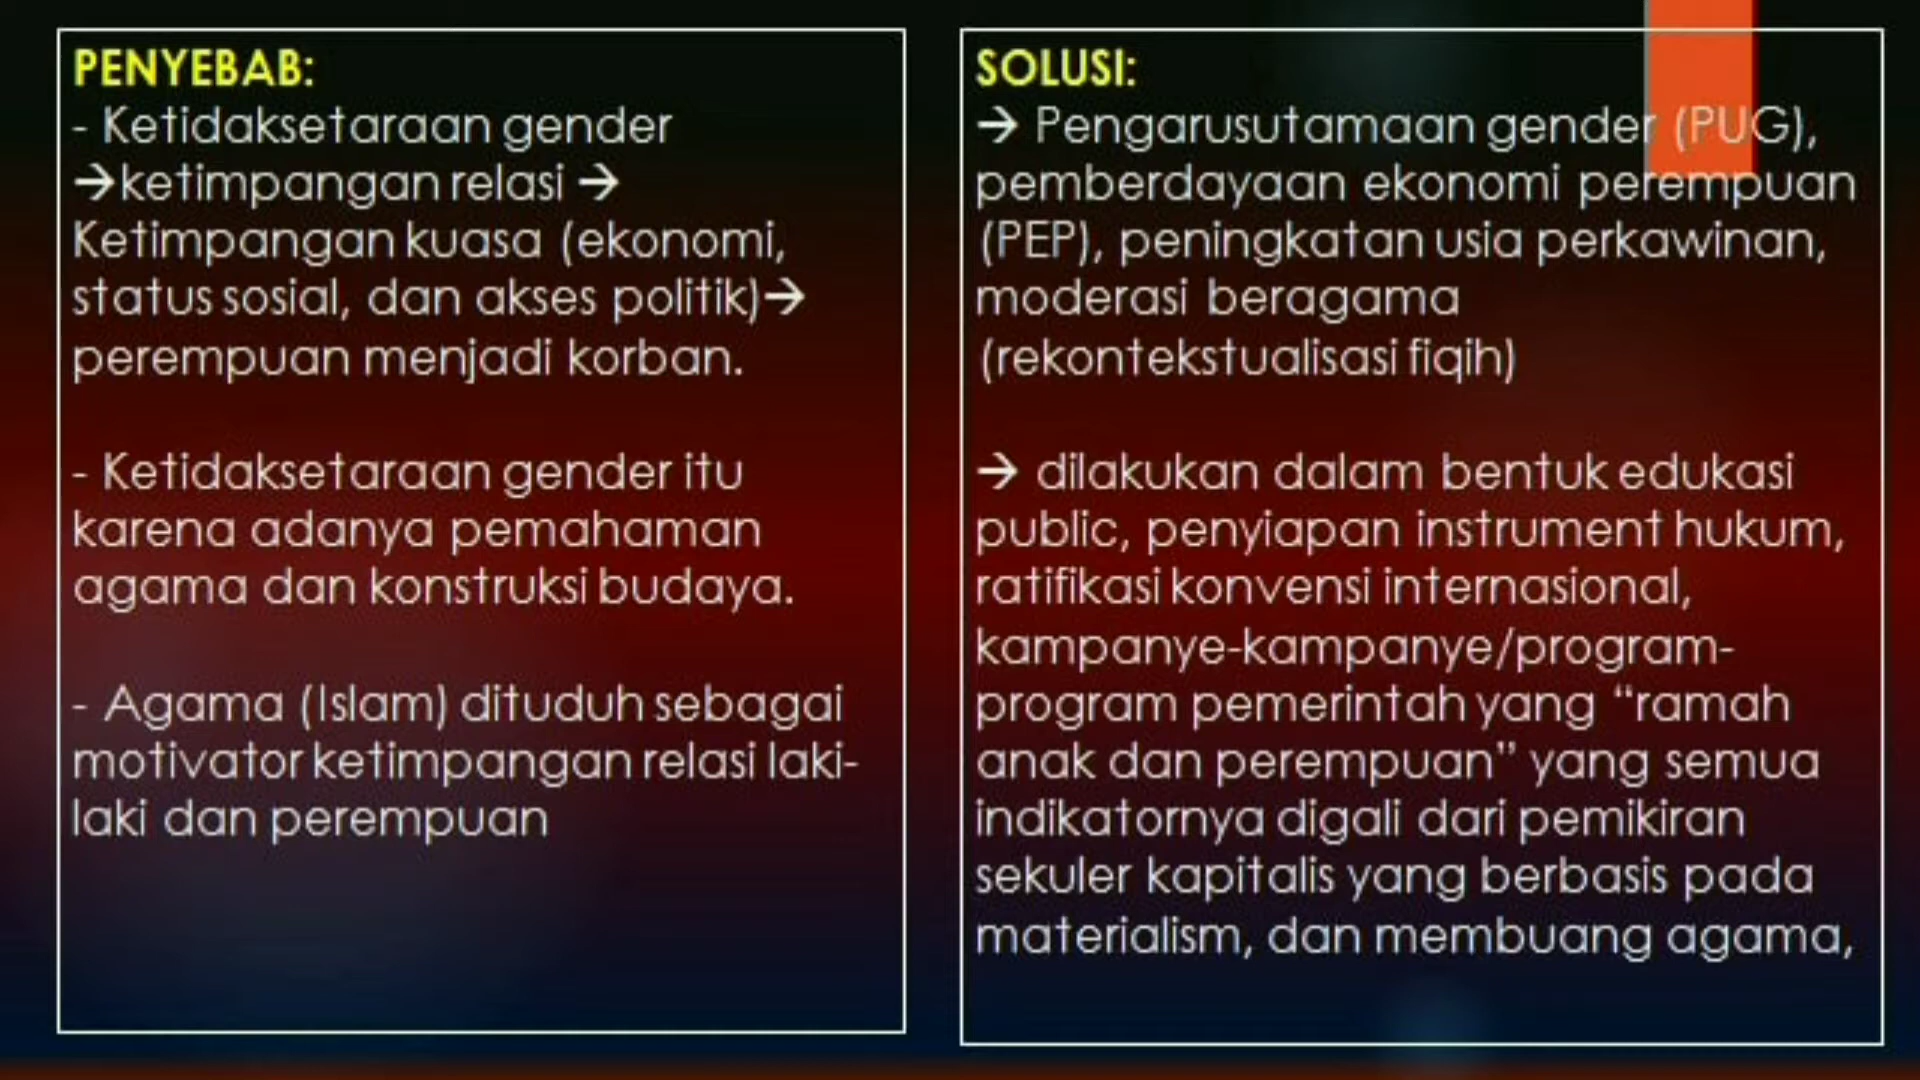 PENYEBAB:
- Ketidaksetaraan gender
→ketimpangan relasi →
Ketimpangan kuasa (ekonomi,
status sosial, dan akses politik)→
perempuan menjadi korban.
- Ketidaksetaraan gender itu
karena adanya pemahaman
agama dan konstruksi budaya.
- Agama (Islam) dituduh sebagai
motivator ketimpangan relasi laki-
laki dan perempuan
SOLUSI:
→ Pengarusutamaan gender (PUG),
pemberdayaan ekonomi perempuan
(PEP), peningkatan usia perkawinan,
moderasi beragama
(rekontekstualisasi fiqih)
→ dilakukan dalam bentuk edukasi
public, penyiapan instrument hukum,
ratifikasi konvensi internasional,
kampanye-kampanye/program-
program pemerintah yang “ramah
anak dan perempuan” yang semua
indikatornya digali dari pemikiran
sekuler kapitalis yang berbasis pada
materialism, dan membuang agama,